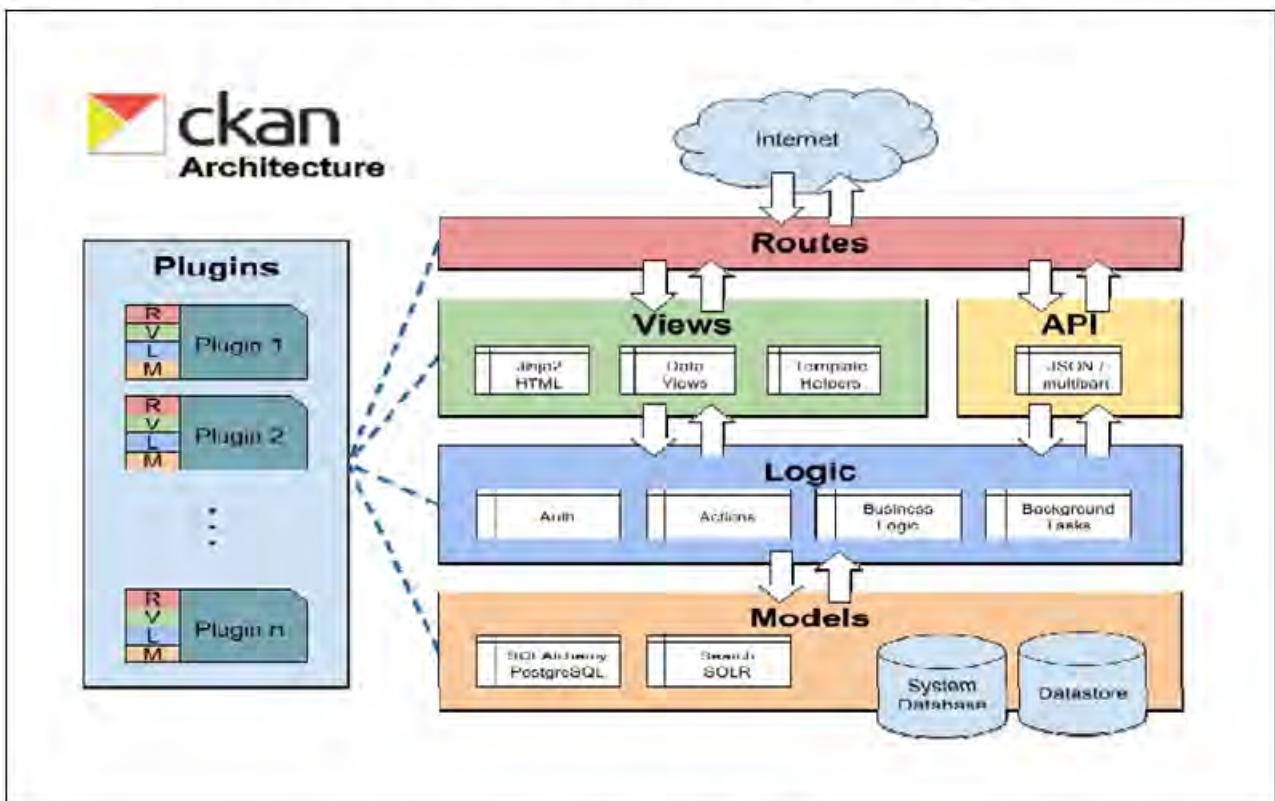 ckan
Architecture
Internet
Routes
Plugins
R
V
L
M
Plugin 1
R
V
L
M
Plugin 2
R
V
L
M
Plugin n
Views
Jinja2
HTML
Data
Views
Template
Helpers
API
JSON /
multipart
Logic
Auth
Actions
Business
Logic
Background
Tasks
Models
SQLAlchemy
PostgreSQL
Search
SOLR
System
Database
Datastore